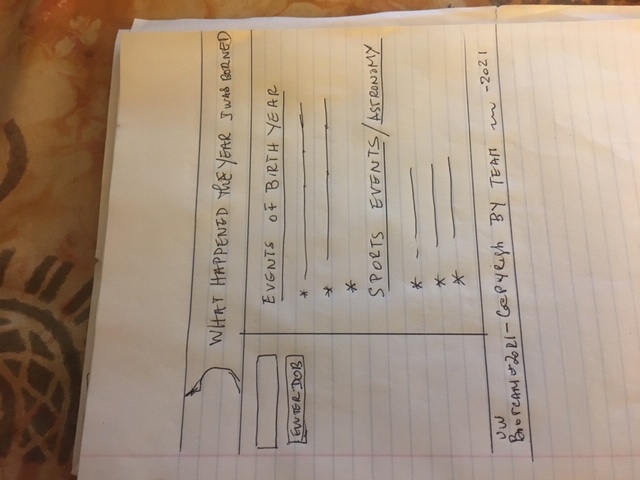 WHAT HAPPENED the YEAR I WAS BORNED
ENTER DOB
EVENTS OF BIRTH YEAR
*
*
*
SPORTS EVENTS/ASTRONOMY
*
*
*
UW
BOOTCAMP 2021 - COPYRIGH BY TEAM -2021